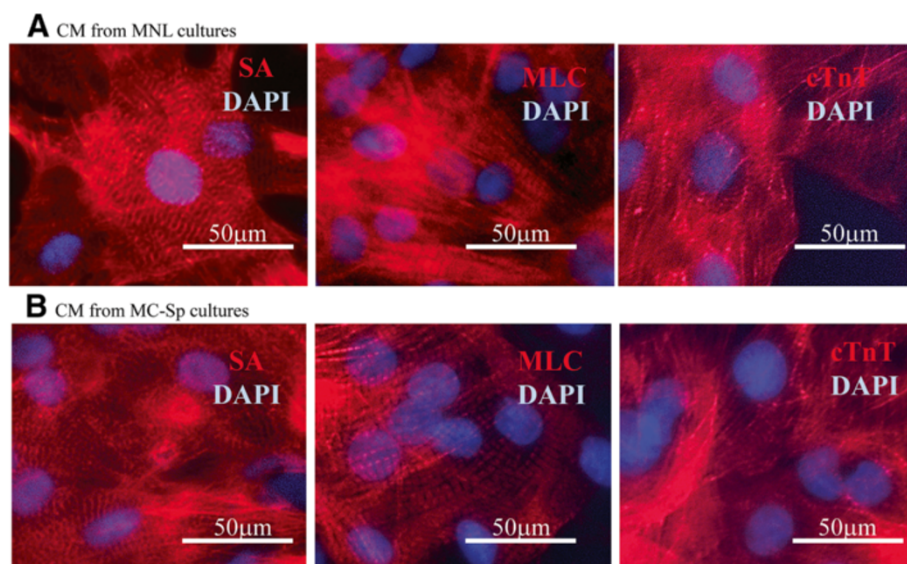 A CM from MNL cultures
SA
DAPI
50μm
MLC
DAPI
50μm
cTnT
DAPI
50μm
B CM from MC-Sp cultures
SA
DAPI
50μm
MLC
DAPI
50μm
cTnT
DAPI
50μm